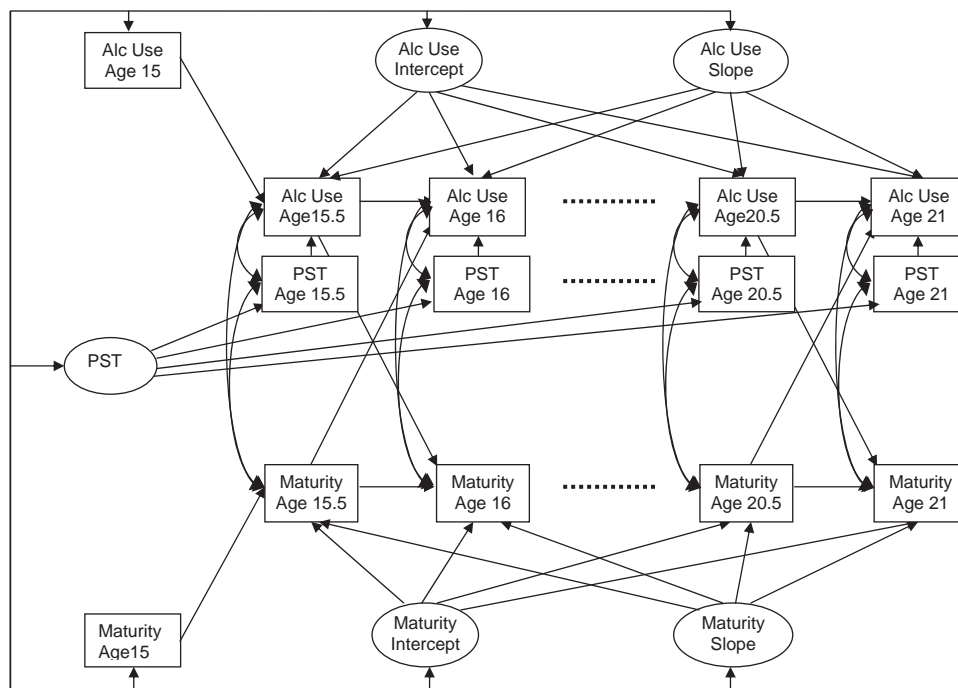 Alc Use
Age 15
Alc Use
Intercept
Alc Use
Slope
Alc Use
Age15.5
Alc Use
Age 16
Alc Use
Age20.5
Alc Use
Age 21
PST
Age 15.5
PST
Age 16
PST
Age 20.5
PST
Age 21
PST
Maturity
Age 15.5
Maturity
Age 16
Maturity
Age 20.5
Maturity
Age 21
Maturity
Age15
Maturity
Intercept
Maturity
Slope